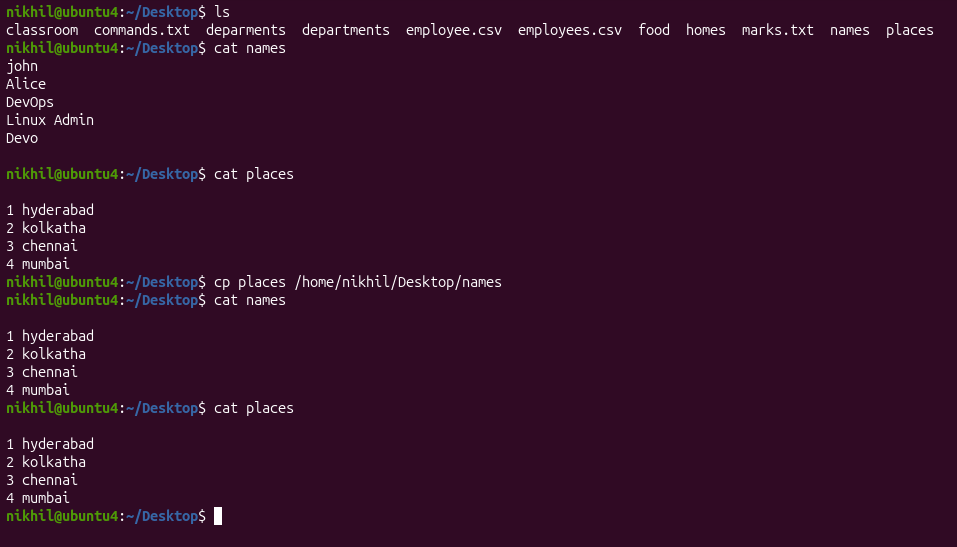 nikhil@ubuntu4:~/Desktop$ ls
classroom  commands.txt  deparments  departments  employee.csv  employees.csv  food  homes  marks.txt  names  places
nikhil@ubuntu4:~/Desktop$ cat names
john
Alice
DevOps
Linux Admin
Devo

nikhil@ubuntu4:~/Desktop$ cat places

1 hyderabad
2 kolkatha
3 chennai
4 mumbai
nikhil@ubuntu4:~/Desktop$ cp places /home/nikhil/Desktop/names
nikhil@ubuntu4:~/Desktop$ cat names

1 hyderabad
2 kolkatha
3 chennai
4 mumbai
nikhil@ubuntu4:~/Desktop$ cat places

1 hyderabad
2 kolkatha
3 chennai
4 mumbai
nikhil@ubuntu4:~/Desktop$